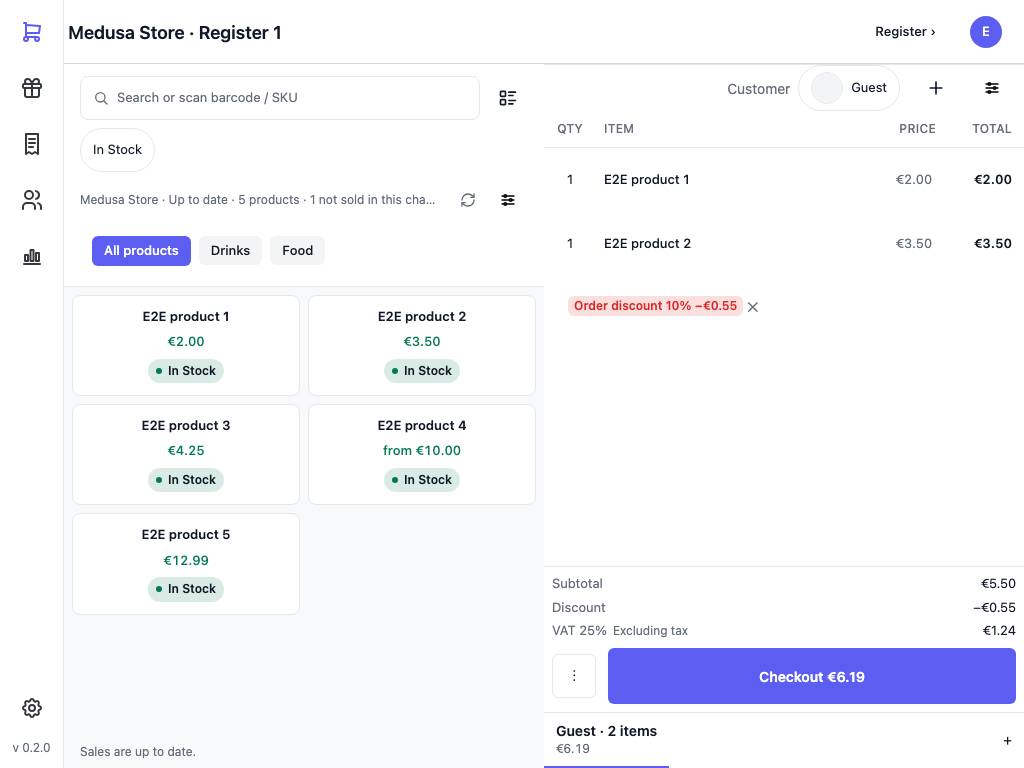 Medusa Store · Register 1
Register ›
E
Search or scan barcode / SKU
In Stock
Medusa Store · Up to date · 5 products · 1 not sold in this cha...
All products
Drinks
Food
E2E product 1
€2.00
In Stock
E2E product 2
€3.50
In Stock
E2E product 3
€4.25
In Stock
E2E product 4
from €10.00
In Stock
E2E product 5
€12.99
In Stock
Sales are up to date.
v 0.2.0
Customer
Guest
QTY ITEM PRICE TOTAL
1 E2E product 1 €2.00 €2.00
1 E2E product 2 €3.50 €3.50
Order discount 10% −€0.55
Subtotal €5.50
Discount −€0.55
VAT 25% Excluding tax €1.24
Checkout €6.19
Guest · 2 items
€6.19
+